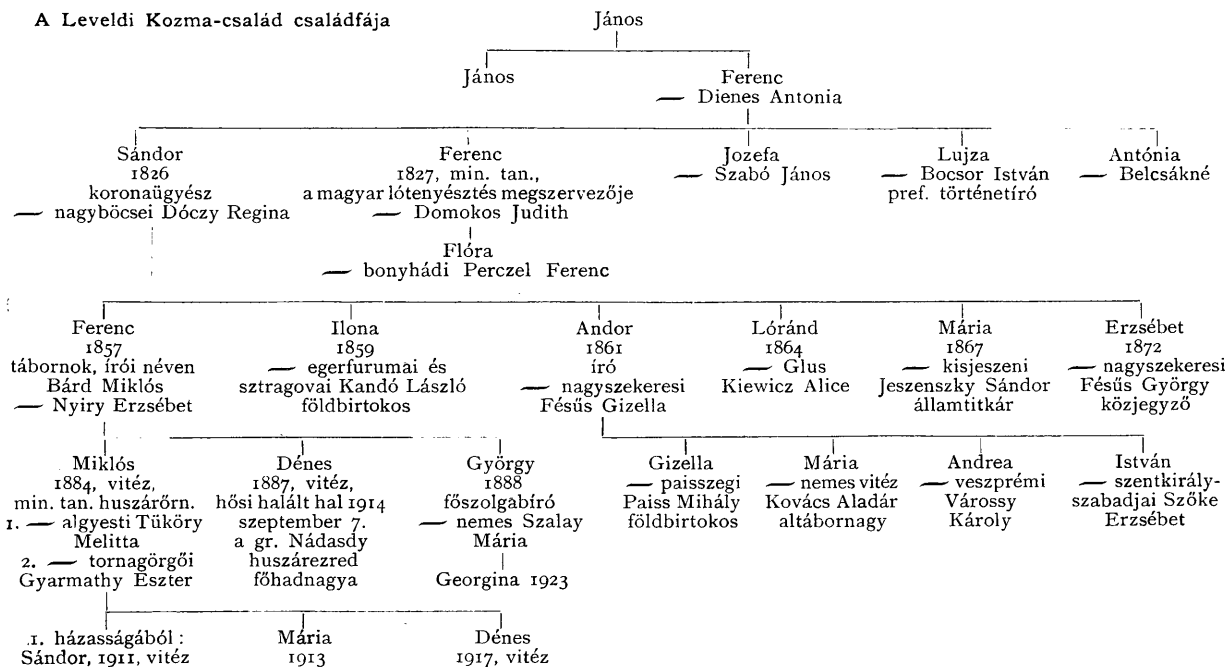 A Leveldi Kozma-család családfája
János
János
Ferenc
— Dienes Antonia
Sándor
1826
koronaügyész
— nagyböcsei Dóczy Regina
Ferenc
1827, min. tan.,
a magyar lótenyésztés megszervezője
— Domokos Judith
Jozefa
— Szabó János
Lujza
— Bocsor István
pref. történetíró
Antónia
— Belcsákné
Flóra
— bonyhádi Perczel Ferenc
Ferenc
1857
tábornok, írói néven
Bárd Miklós
— Nyiry Erzsébet
Ilona
1859
— egerfurumai és
sztragovai Kandó László
földbirtokos
Andor
1861
író
— nagyszekeresi
Fésűs Gizella
Lóránd
1864
— Glus
Kiewicz Alice
Mária
1867
— kisjeszeni
Jeszenszky Sándor
államtitkár
Erzsébet
1872
— nagyszekeresi
Fésűs György
közjegyző
Miklós
1884, vitéz,
min. tan. huszárőrn.
1. — algyesti Tüköry
Melitta
2. — tornagörgői
Gyarmathy Eszter
Dénes
1887, vitéz,
hősi halált hal 1914
szeptember 7.
a gr. Nádasdy
huszárezred
főhadnagya
György
1888
főszolgabíró
— nemes Szalay
Mária
Georgina 1923
Gizella
— paisszegi
Paiss Mihály
földbirtokos
Mária
— nemes vitéz
Kovács Aladár
altábornagy
Andrea
— veszprémi
Várossy
Károly
István
— szentkirály-
szabadjai Szőke
Erzsébet
1. házasságából :
Sándor, 1911, vitéz
Mária
1913
Dénes
1917, vitéz